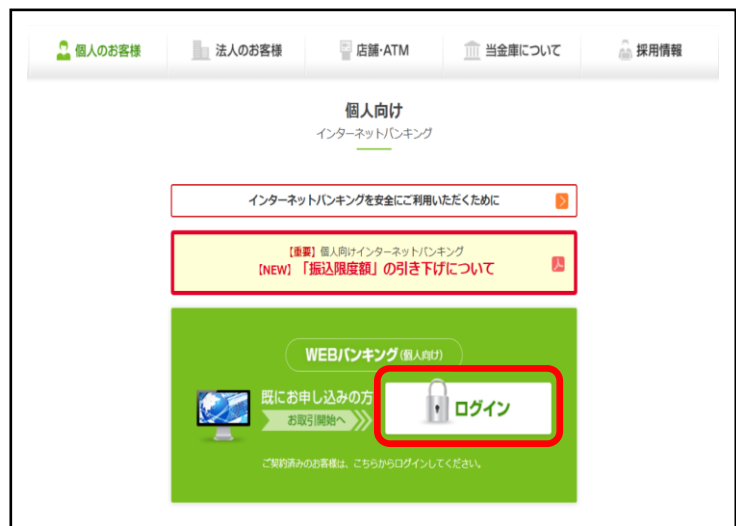 個人のお客様 法人のお客様 店舗・ATM 当金庫について 採用情報
個人向け
インターネットバンキング
インターネットバンキングを安全にご利用いただくために
【重要】個人向けインターネットバンキング
【NEW】「振込限度額」の引き下げについて
WEBバンキング(個人向け)
既にお申し込みの方
お取引開始へ
ログイン
ご契約済みのお客様は、こちらからログインしてください。